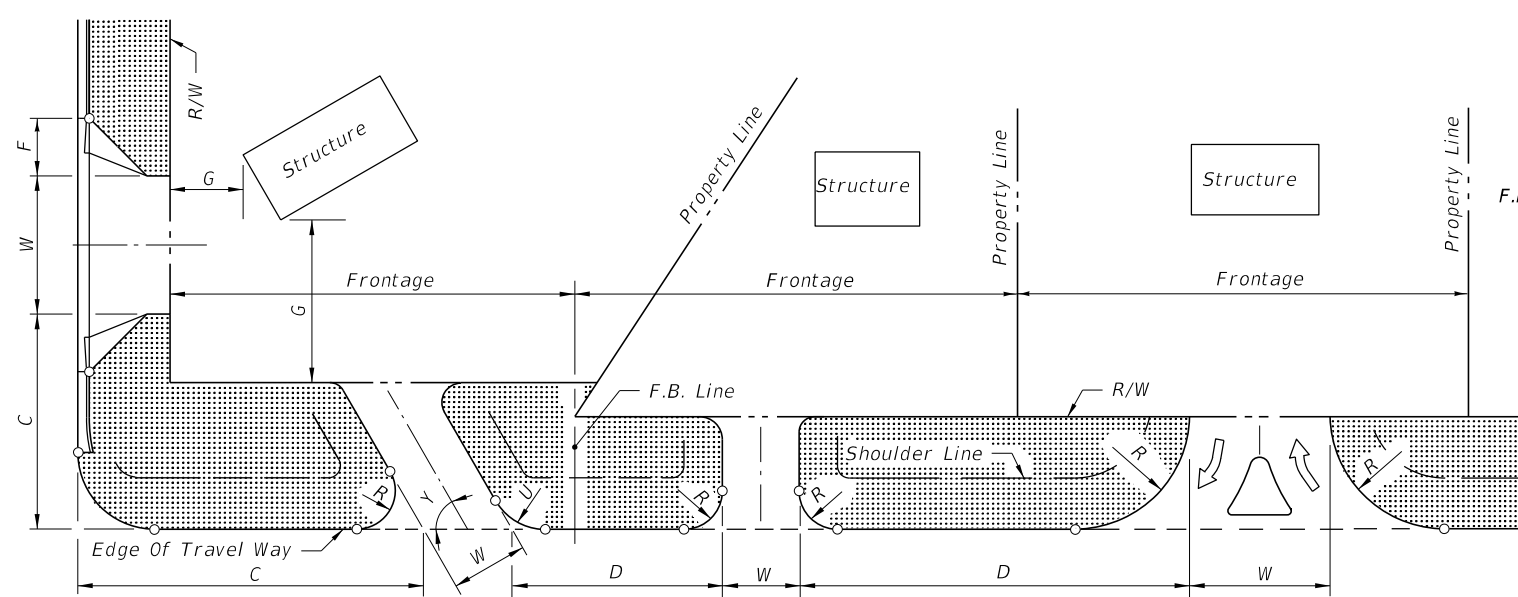 R/W
Structure
Property Line
Structure
Property Line
Structure
Property Line
F
G
W
Frontage
Frontage
Frontage
G
F.B. Line
R/W
C
Shoulder Line
R
R
R
Y
U
R
R
Edge Of Travel Way
W
C
D
W
D
W